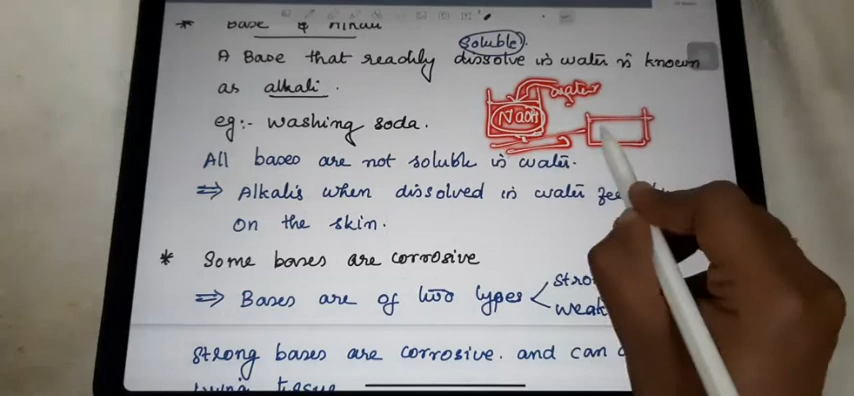 * Base & Alkali
A Base that readily dissolve in water is known
soluble
as alkali.
water
NaOH
eg:- washing soda.
All bases are not soluble in water.
⇒ Alkalis when dissolved in water
on the skin.
* Some bases are corrosive
⇒ Bases are of two types < stro
weak
Strong bases are corrosive. and can
tissue